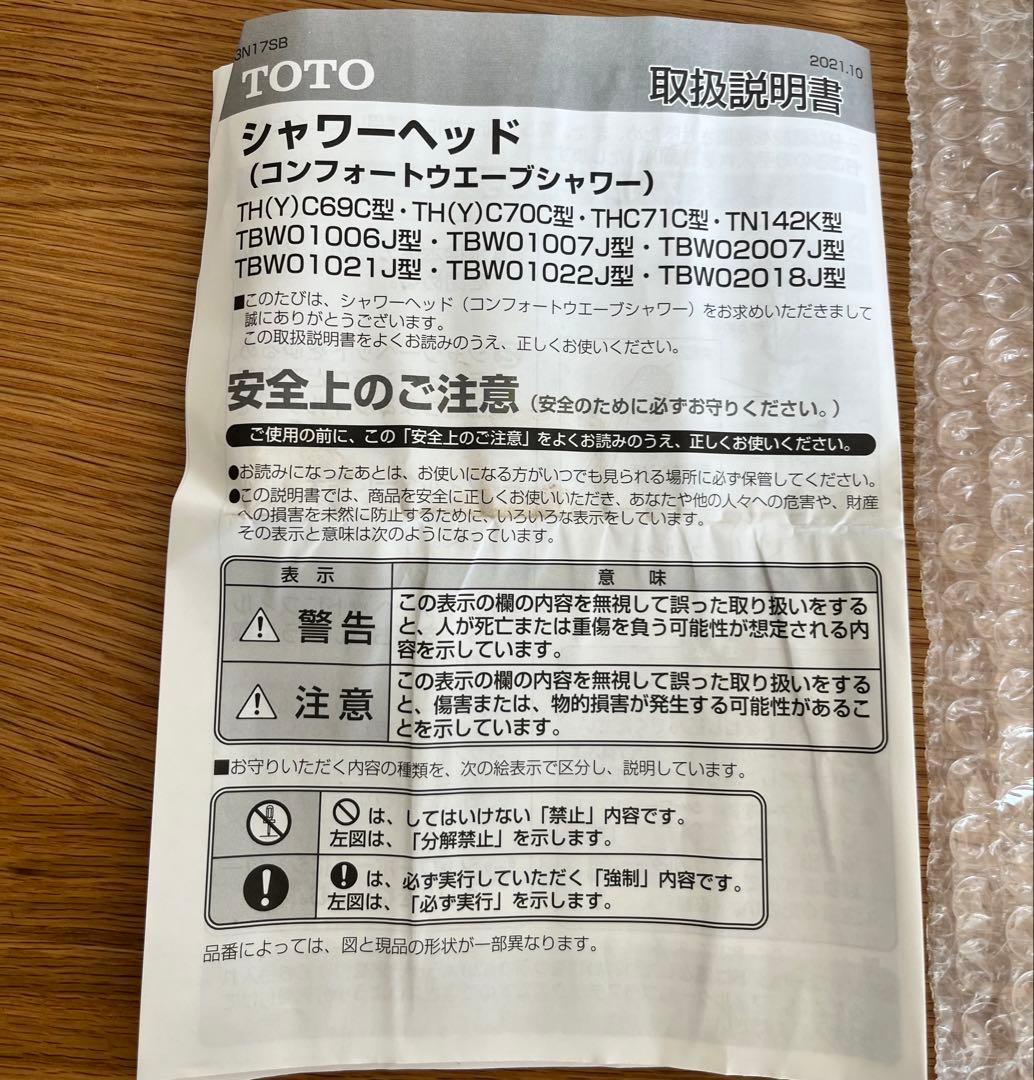 3N17SB
2021.10
TOTO
取扱説明書
シャワーヘッド
(コンフォートウエーブシャワー)
TH(Y)C69C型・TH(Y)C70C型・THC71C型・TN142K型
TBW01006J型・TBW01007J型・TBW02007J型
TBW01021J型・TBW01022J型・TBW02018J型
■このたびは、シャワーヘッド(コンフォートウエーブシャワー)をお求めいただきまして
誠にありがとうございます。
この取扱説明書をよくお読みのうえ、正しくお使いください。
安全上のご注意(安全のために必ずお守りください。)
ご使用の前に、この「安全上のご注意」をよくお読みのうえ、正しくお使いください。
●お読みになったあとは、お使いになる方がいつでも見られる場所に必ず保管してください。
●この説明書では、商品を安全に正しくお使いいただき、あなたや他の人々への危害や、財産
への損害を未然に防止するために、いろいろな表示をしています。
その表示と意味は次のようになっています。
表示 意味
警告
この表示の欄の内容を無視して誤った取り扱いをする
と、人が死亡または重傷を負う可能性が想定される内
容を示しています。
注意
この表示の欄の内容を無視して誤った取り扱いをする
と、傷害または、物的損害が発生する可能性があるこ
とを示しています。
■お守りいただく内容の種類を、次の絵表示で区分し、説明しています。
は、してはいけない「禁止」内容です。
左図は、「分解禁止」を示します。
は、必ず実行していただく「強制」内容です。
左図は、「必ず実行」を示します。
品番によっては、図と現品の形状が一部異なります。